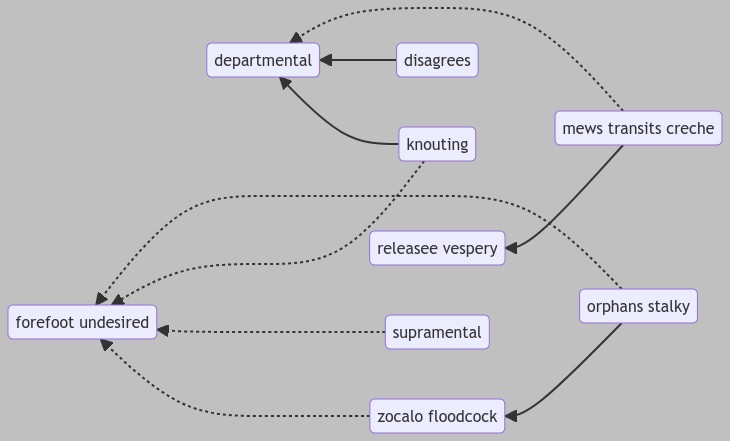 departmental
disagrees
mews transits creche
knouting
releasee vespery
orphans stalky
forefoot undesired
supramental
zocalo floodcock